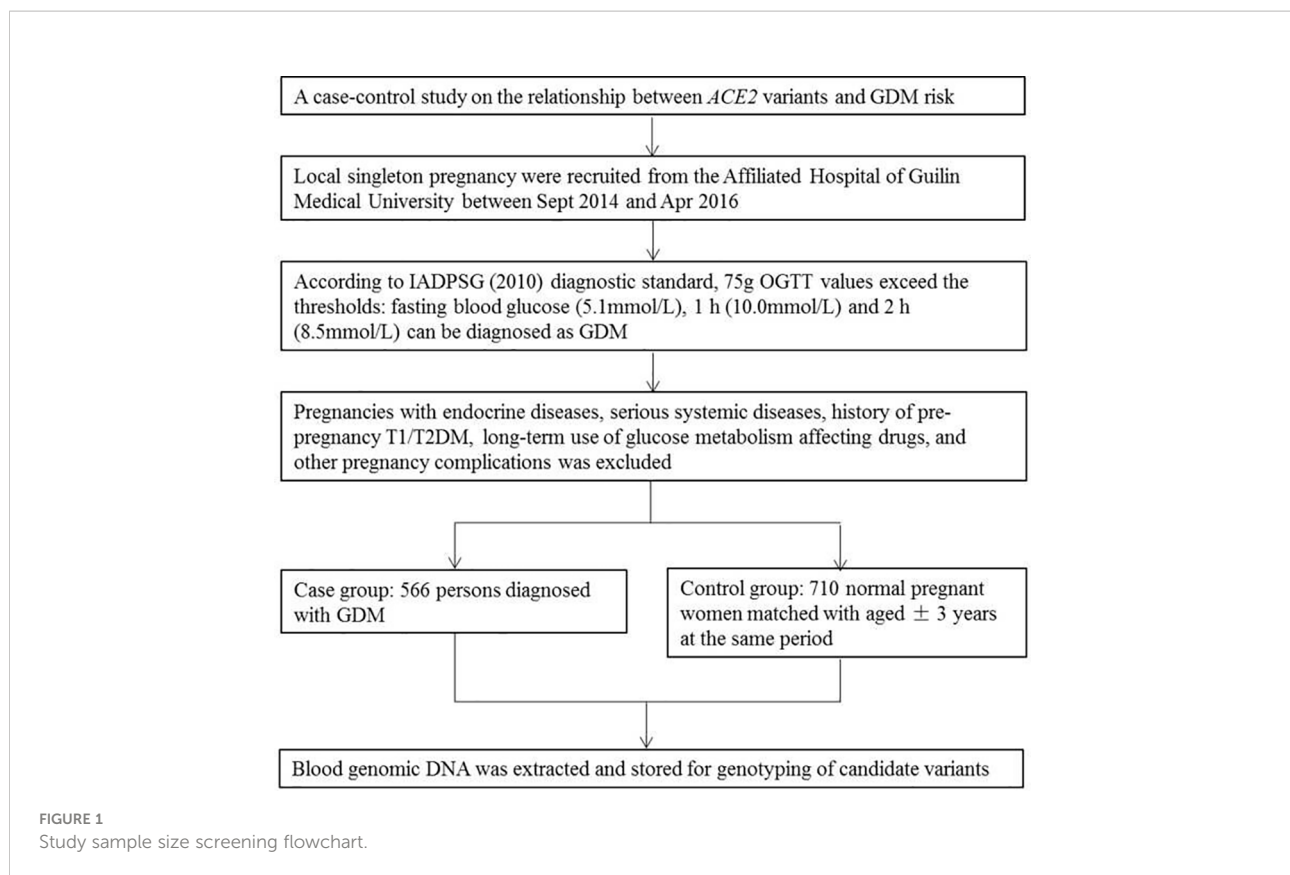 A case-control study on the relationship between ACE2 variants and GDM risk
Local singleton pregnancy were recruited from the Affiliated Hospital of Guilin
Medical University between Sept 2014 and Apr 2016
According to IADPSG (2010) diagnostic standard, 75g OGTT values exceed the
thresholds: fasting blood glucose (5.1mmol/L), 1 h (10.0mmol/L) and 2 h
(8.5mmol/L) can be diagnosed as GDM
Pregnancies with endocrine diseases, serious systemic diseases, history of pre-
pregnancy T1/T2DM, long-term use of glucose metabolism affecting drugs, and
other pregnancy complications was excluded
Case group: 566 persons diagnosed
with GDM
Control group: 710 normal pregnant
women matched with aged ± 3 years
at the same period
Blood genomic DNA was extracted and stored for genotyping of candidate variants
FIGURE 1
Study sample size screening flowchart.